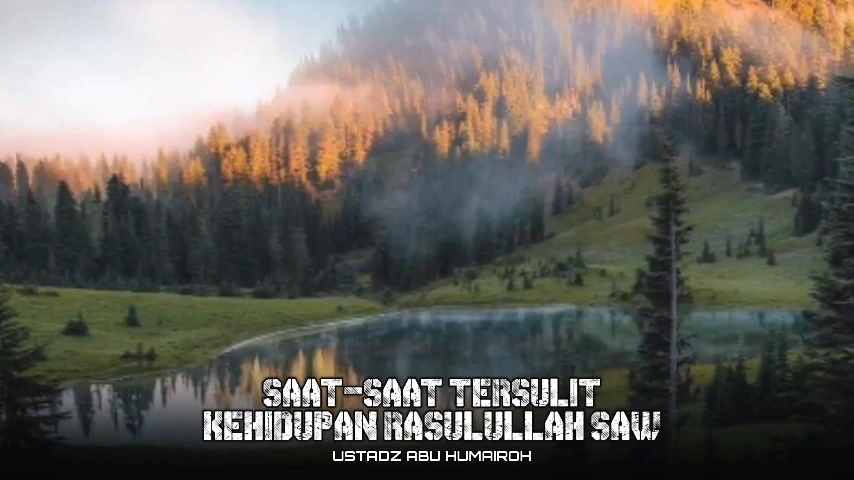 SAAT-SAAT TERSULIT
KEHIDUPAN RASULULLAH SAW
USTADZ ABU HUMAIROH